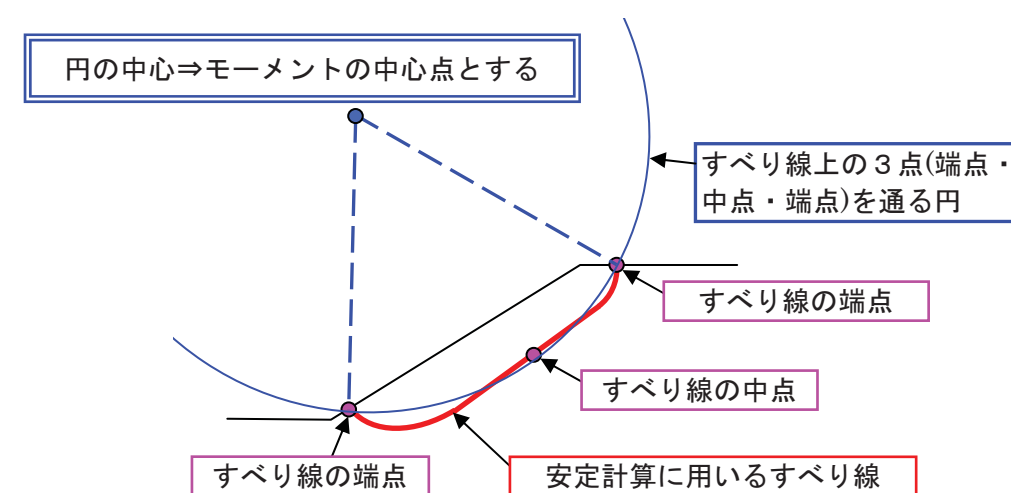 円の中心⇒モーメントの中心点とする
すべり線上の３点(端点・
中点・端点)を通る円
すべり線の端点
すべり線の中点
すべり線の端点
安定計算に用いるすべり線